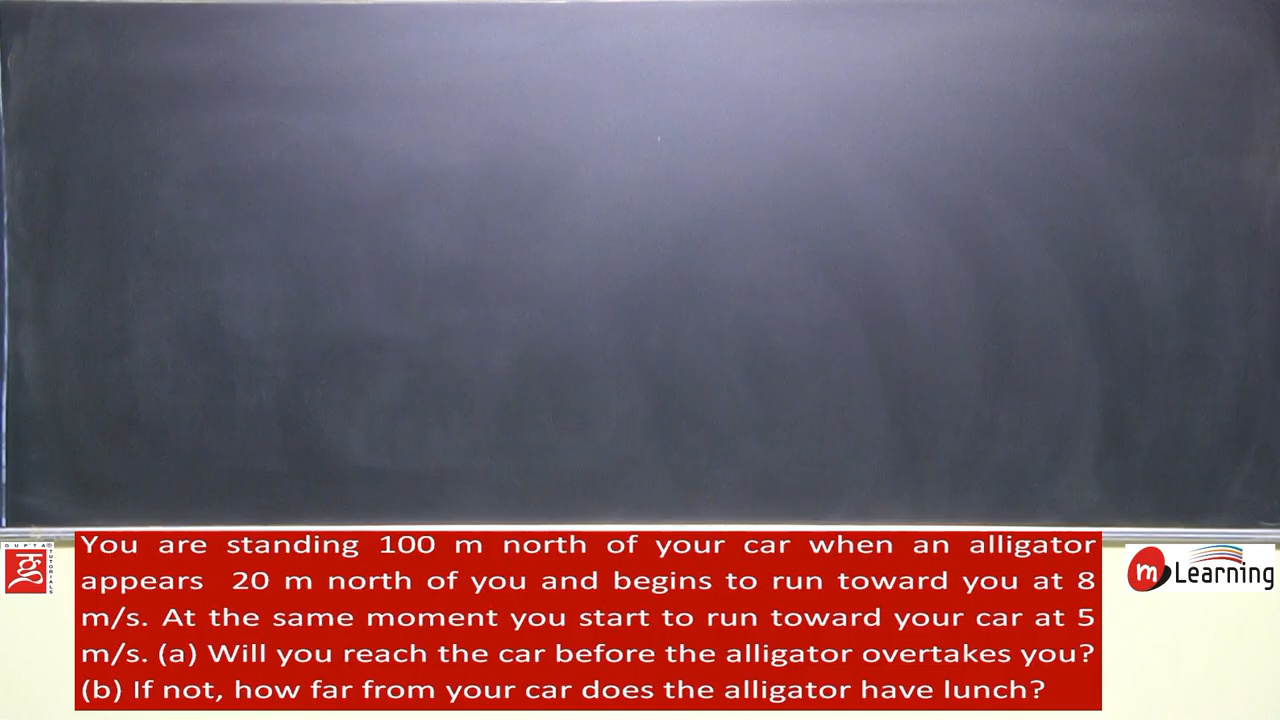 You are standing 100 m north of your car when an alligator
appears 20 m north of you and begins to run toward you at 8
m/s. At the same moment you start to run toward your car at 5
m/s. (a) Will you reach the car before the alligator overtakes you?
(b) If not, how far from your car does the alligator have lunch?
GUPTA
TUTORIALS
g
m Learning